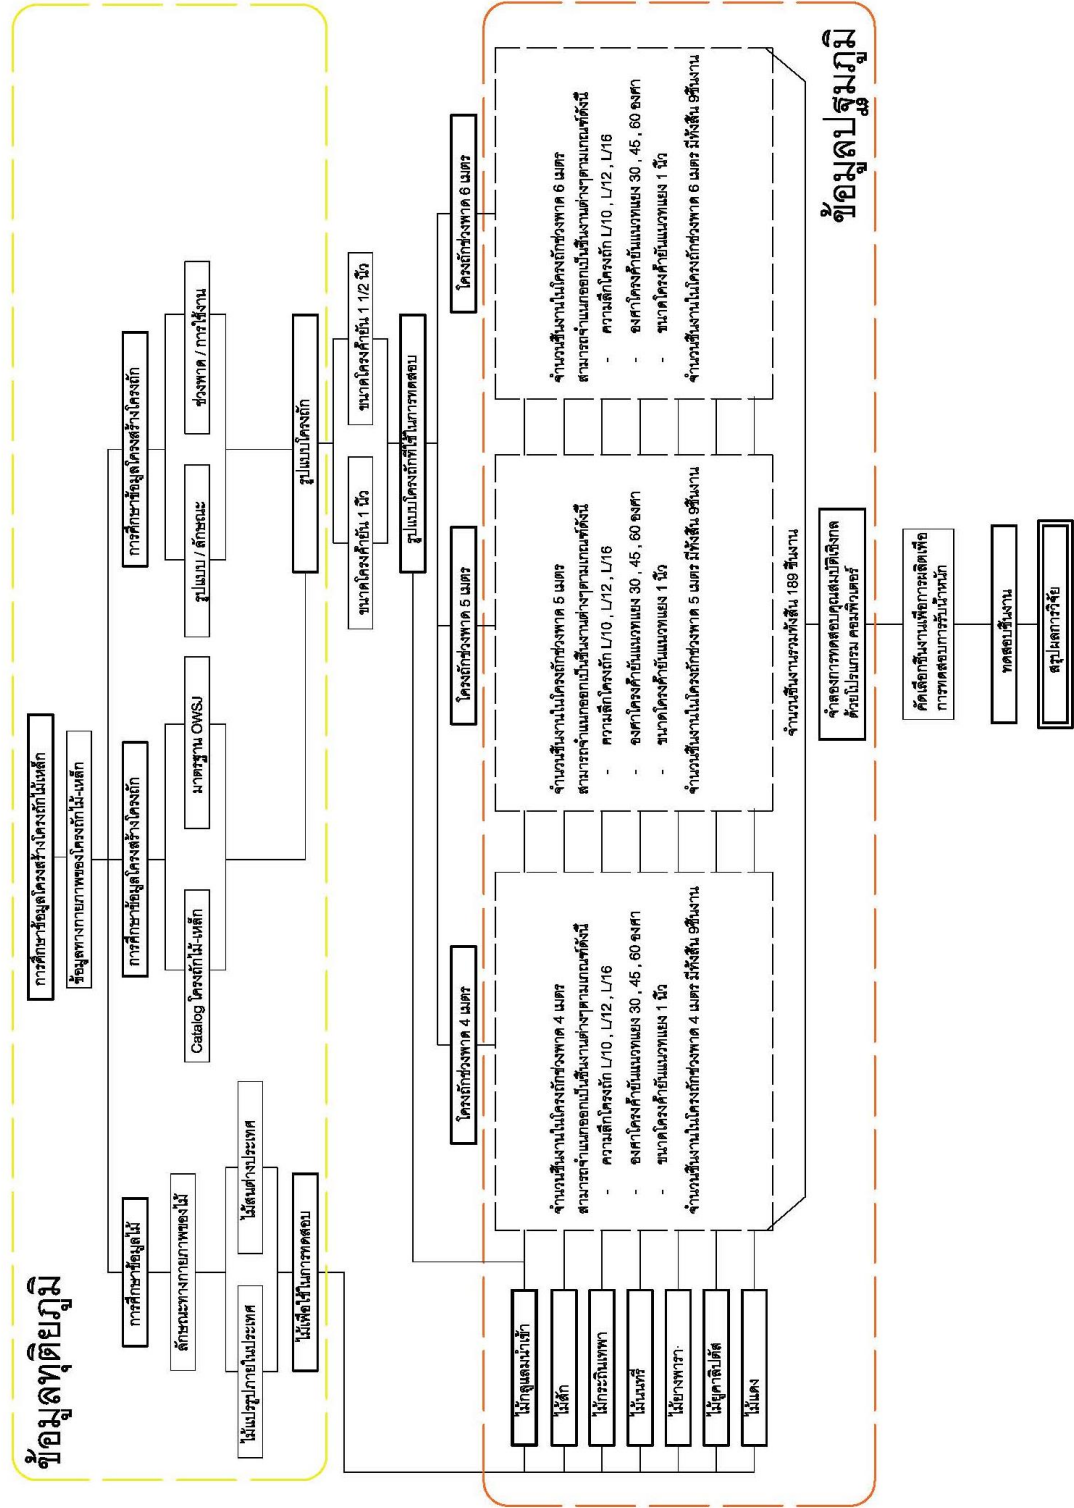 ข้อมูลทุติยภูมิ
การศึกษาข้อมูลโครงสร้างโครงถักไม้เหล็ก
ข้อมูลทางกายภาพของโครงถักไม้-เหล็ก
การศึกษาข้อมูลไม้
การศึกษาข้อมูลโครงสร้างโครงถัก
การศึกษาข้อมูลโครงสร้างโครงถัก
ลักษณะทางกายภาพของไม้
Catalog โครงถักไม้-เหล็ก
มาตรฐาน OWSJ
รูปแบบ / ลักษณะ
ช่วงพาด / การใช้งาน
ไม้แปรรูปภายในประเทศ
ไม้สนต่างประเทศ
ไม้เพื่อใช้ในการทดสอบ
รูปแบบโครงถัก
ขนาดโครงค้ำยัน 1 นิ้ว
ขนาดโครงค้ำยัน 1 1/2 นิ้ว
รูปแบบโครงถักที่ใช้ในการทดสอบ
โครงถักช่วงพาด 4 เมตร
โครงถักช่วงพาด 5 เมตร
โครงถักช่วงพาด 6 เมตร
ไม้กลูแลมนำเข้า
ไม้สัก
ไม้กระถินเทพา
ไม้นนทรี
ไม้ยางพารา
ไม้ยูคาลิปตัส
ไม้แดง
จำนวนชิ้นงานในโครงถักช่วงพาด 4 เมตร
สามารถจำแนกออกเป็นชิ้นงานต่างๆตามเกณฑ์ดังนี้
- ความลึกโครงถัก L/10 , L/12 , L/16
- องศาโครงค้ำยันแนวทแยง 30 , 45 , 60 องศา
- ขนาดโครงค้ำยันแนวทแยง 1 นิ้ว
จำนวนชิ้นงานในโครงถักช่วงพาด 4 เมตร มีทั้งสิ้น 9ชิ้นงาน
จำนวนชิ้นงานในโครงถักช่วงพาด 5 เมตร
สามารถจำแนกออกเป็นชิ้นงานต่างๆตามเกณฑ์ดังนี้
- ความลึกโครงถัก L/10 , L/12 , L/16
- องศาโครงค้ำยันแนวทแยง 30 , 45 , 60 องศา
- ขนาดโครงค้ำยันแนวทแยง 1 นิ้ว
จำนวนชิ้นงานในโครงถักช่วงพาด 5 เมตร มีทั้งสิ้น 9ชิ้นงาน
จำนวนชิ้นงานในโครงถักช่วงพาด 6 เมตร
สามารถจำแนกออกเป็นชิ้นงานต่างๆตามเกณฑ์ดังนี้
- ความลึกโครงถัก L/10 , L/12 , L/16
- องศาโครงค้ำยันแนวทแยง 30 , 45 , 60 องศา
- ขนาดโครงค้ำยันแนวทแยง 1 นิ้ว
จำนวนชิ้นงานในโครงถักช่วงพาด 6 เมตร มีทั้งสิ้น 9ชิ้นงาน
จำนวนชิ้นงานรวมทั้งสิ้น 189 ชิ้นงาน
ข้อมูลปฐมภูมิ
จำลองการทดสอบคุณสมบัติเชิงกล
ด้วยโปรแกรม คอมพิวเตอร์
คัดเลือกชิ้นงานเพื่อการผลิตเพื่อ
การทดสอบการรับน้ำหนัก
ทดสอบชิ้นงาน
สรุปผลการวิจัย